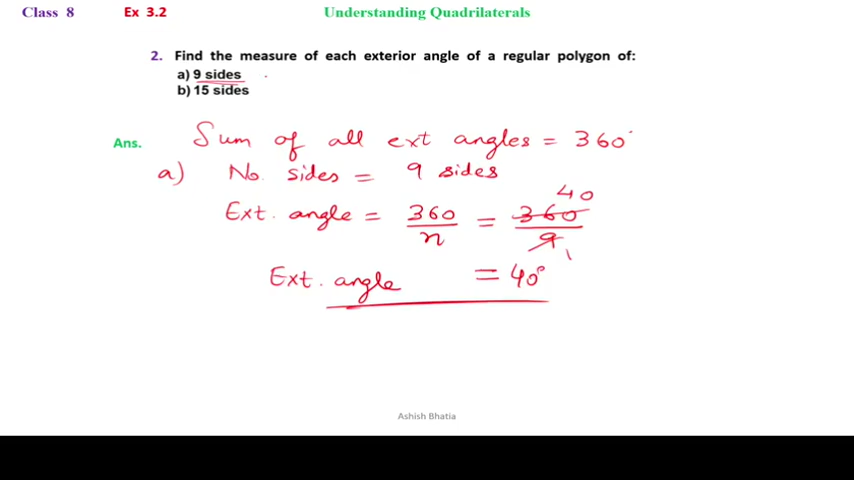 Class 8 Ex 3.2 Understanding Quadrilaterals
2. Find the measure of each exterior angle of a regular polygon of:
a) 9 sides
b) 15 sides
Ans. Sum of all ext angles = 360°
a) No. sides = 9 sides
40
Ext. angle = 360/n = 360/9
1
Ext. angle = 40°
Ashish Bhatia